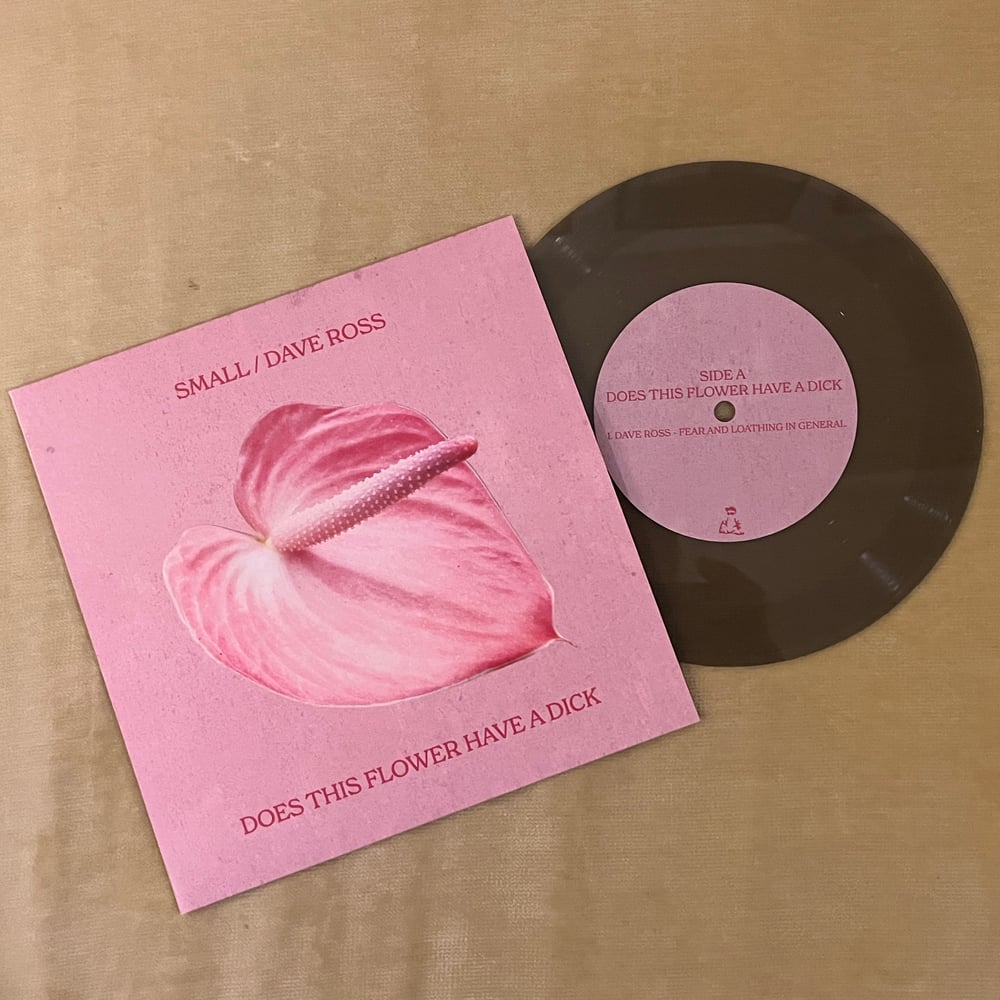 SMALL / DAVE ROSS
DOES THIS FLOWER HAVE A DICK
SIDE A
DOES THIS FLOWER HAVE A DICK
1. DAVE ROSS - FEAR AND LOATHING IN GENERAL